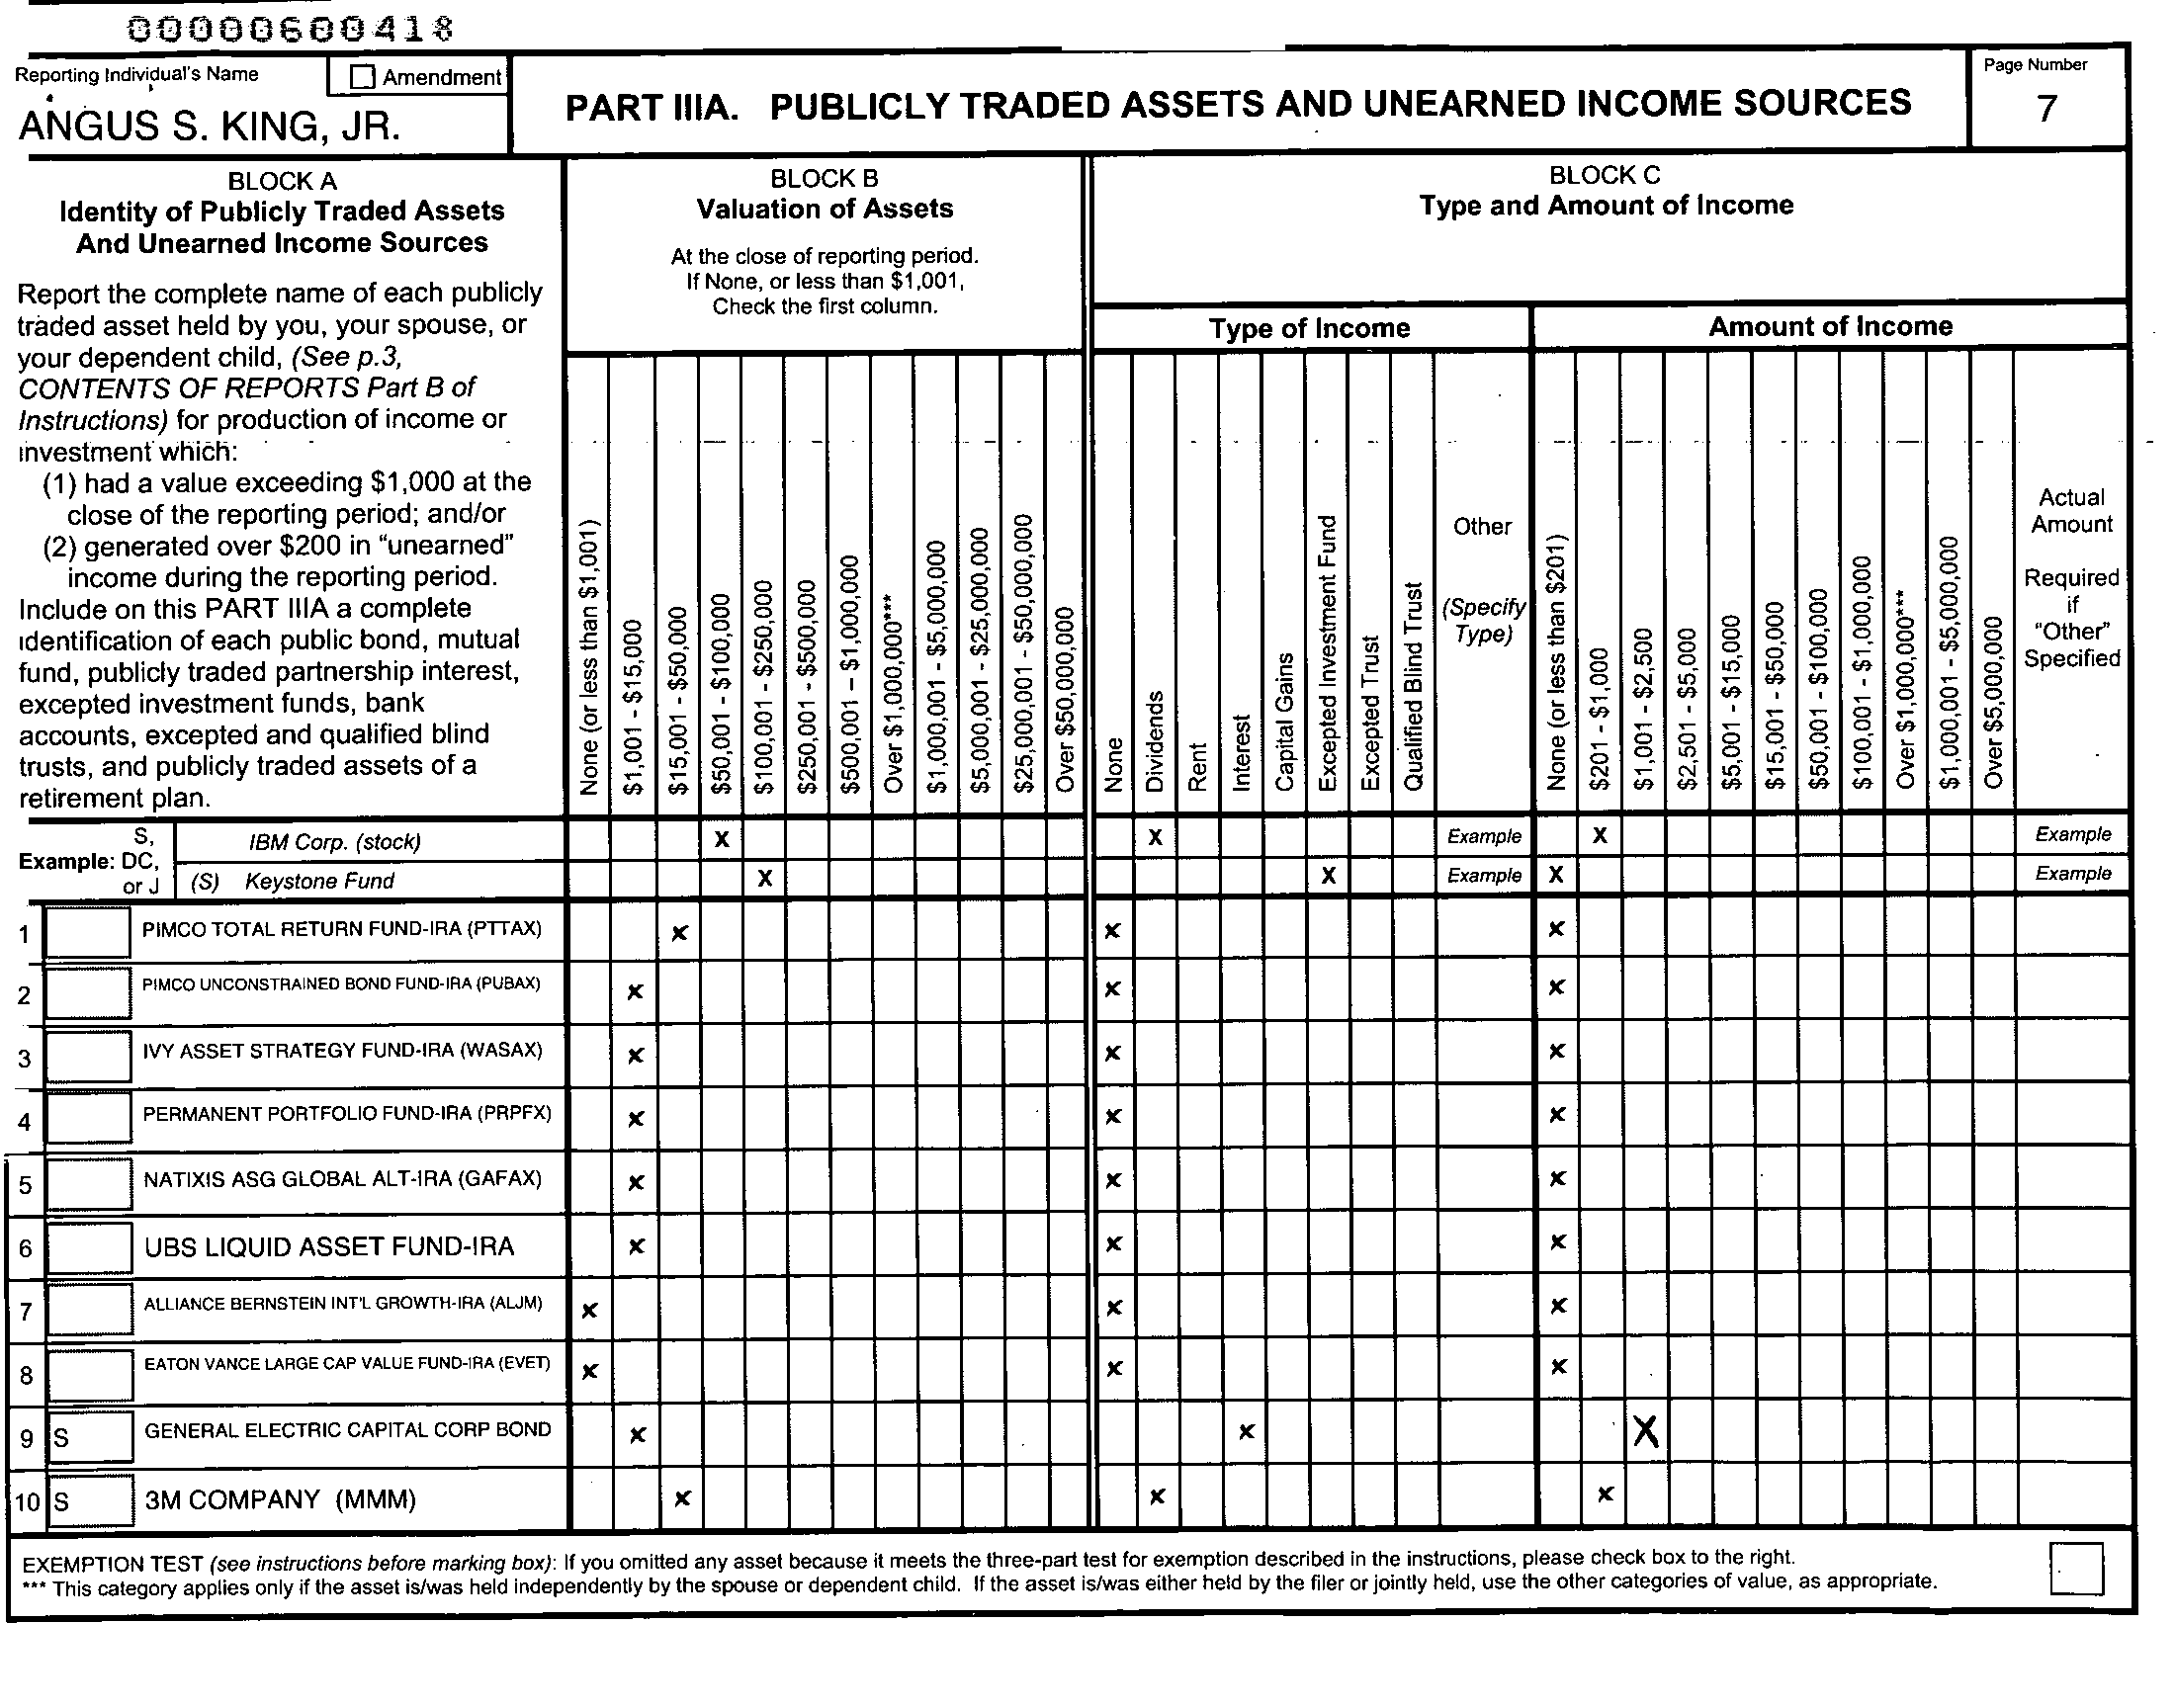 00000600418
Reporting Individual's Name
Amendment
ANGUS S. KING, JR.
PART IIIA. PUBLICLY TRADED ASSETS AND UNEARNED INCOME SOURCES
Page Number
7
BLOCK A
Identity of Publicly Traded Assets
And Unearned Income Sources
Report the complete name of each publicly
traded asset held by you, your spouse, or
your dependent child, (See p.3,
CONTENTS OF REPORTS Part B of
Instructions) for production of income or
investment which:
(1) had a value exceeding $1,000 at the
close of the reporting period; and/or
(2) generated over $200 in "unearned"
income during the reporting period.
Include on this PART IIIA a complete
identification of each public bond, mutual
fund, publicly traded partnership interest,
excepted investment funds, bank
accounts, excepted and qualified blind
trusts, and publicly traded assets of a
retirement plan.
BLOCK B
Valuation of Assets
At the close of reporting period.
If None, or less than $1,001,
Check the first column.
BLOCK C
Type and Amount of Income
Type of Income
Amount of Income
None (or less than $1,001)
$1,001 - $15,000
$15,001 - $50,000
$50,001 - $100,000
$100,001 - $250,000
$250,001 - $500,000
$500,001 – $1,000,000
Over $1,000,000***
$1,000,001 - $5,000,000
$5,000,001 - $25,000,000
$25,000,001 - $50,000,000
Over $50,000,000
None
Dividends
Rent
Interest
Capital Gains
Excepted Investment Fund
Excepted Trust
Qualified Blind Trust
Other
(Specify
Type)
None (or less than $201)
$201 - $1,000
$1,001 - $2,500
$2,501 - $5,000
$5,001 - $15,000
$15,001 - $50,000
$50,001 - $100,000
$100,001 - $1,000,000
Over $1,000,000***
$1,000,001 - $5,000,000
Over $5,000,000
Actual
Amount
Required
if
"Other"
Specified
Example: S,
DC,
or J
IBM Corp. (stock) X X Example X Example
(S) Keystone Fund X X Example X Example
1 PIMCO TOTAL RETURN FUND-IRA (PTTAX) x x x
2 PIMCO UNCONSTRAINED BOND FUND-IRA (PUBAX) x x x
3 IVY ASSET STRATEGY FUND-IRA (WASAX) x x x
4 PERMANENT PORTFOLIO FUND-IRA (PRPFX) x x x
5 NATIXIS ASG GLOBAL ALT-IRA (GAFAX) x x x
6 UBS LIQUID ASSET FUND-IRA x x x
7 ALLIANCE BERNSTEIN INT'L GROWTH-IRA (ALJM) x x x
8 EATON VANCE LARGE CAP VALUE FUND-IRA (EVET) x x x
9 S GENERAL ELECTRIC CAPITAL CORP BOND x x X
10 S 3M COMPANY (MMM) x x x
EXEMPTION TEST (see instructions before marking box): If you omitted any asset because it meets the three-part test for exemption described in the instructions, please check box to the right.
*** This category applies only if the asset is/was held independently by the spouse or dependent child. If the asset is/was either held by the filer or jointly held, use the other categories of value, as appropriate.